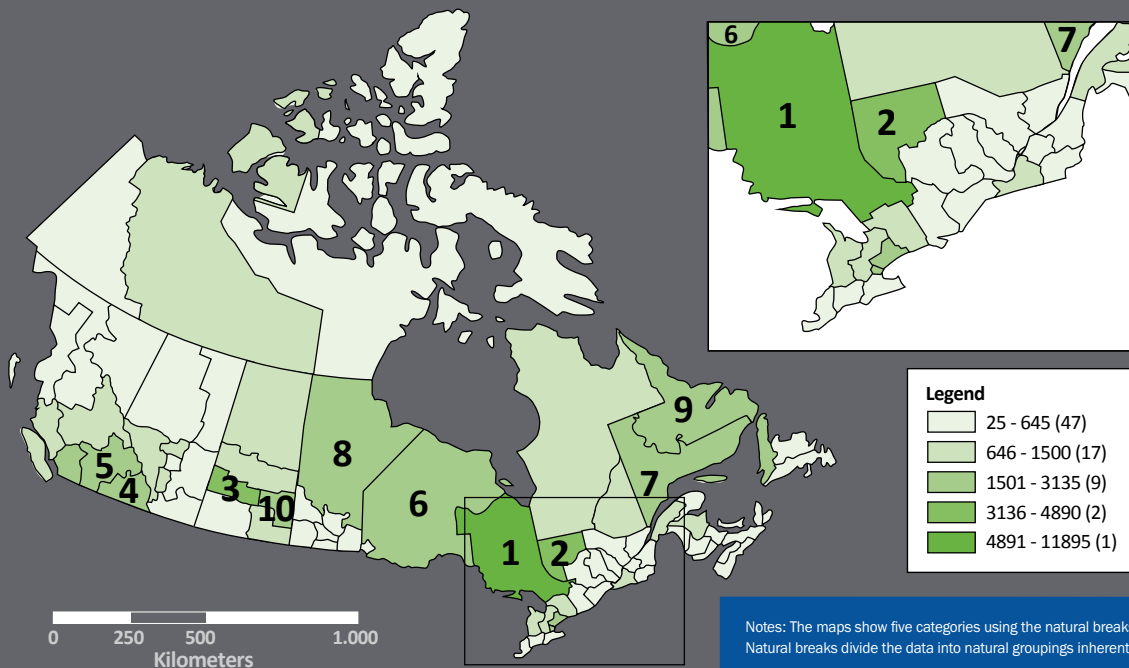 6
7
1
2
5
4
3
10
8
6
9
7
1
2
Legend
25 - 645 (47)
646 - 1500 (17)
1501 - 3135 (9)
3136 - 4890 (2)
4891 - 11895 (1)
0 250 500 1.000
Kilometers
Notes: The maps show five categories using the natural breaks
Natural breaks divide the data into natural groupings inherent